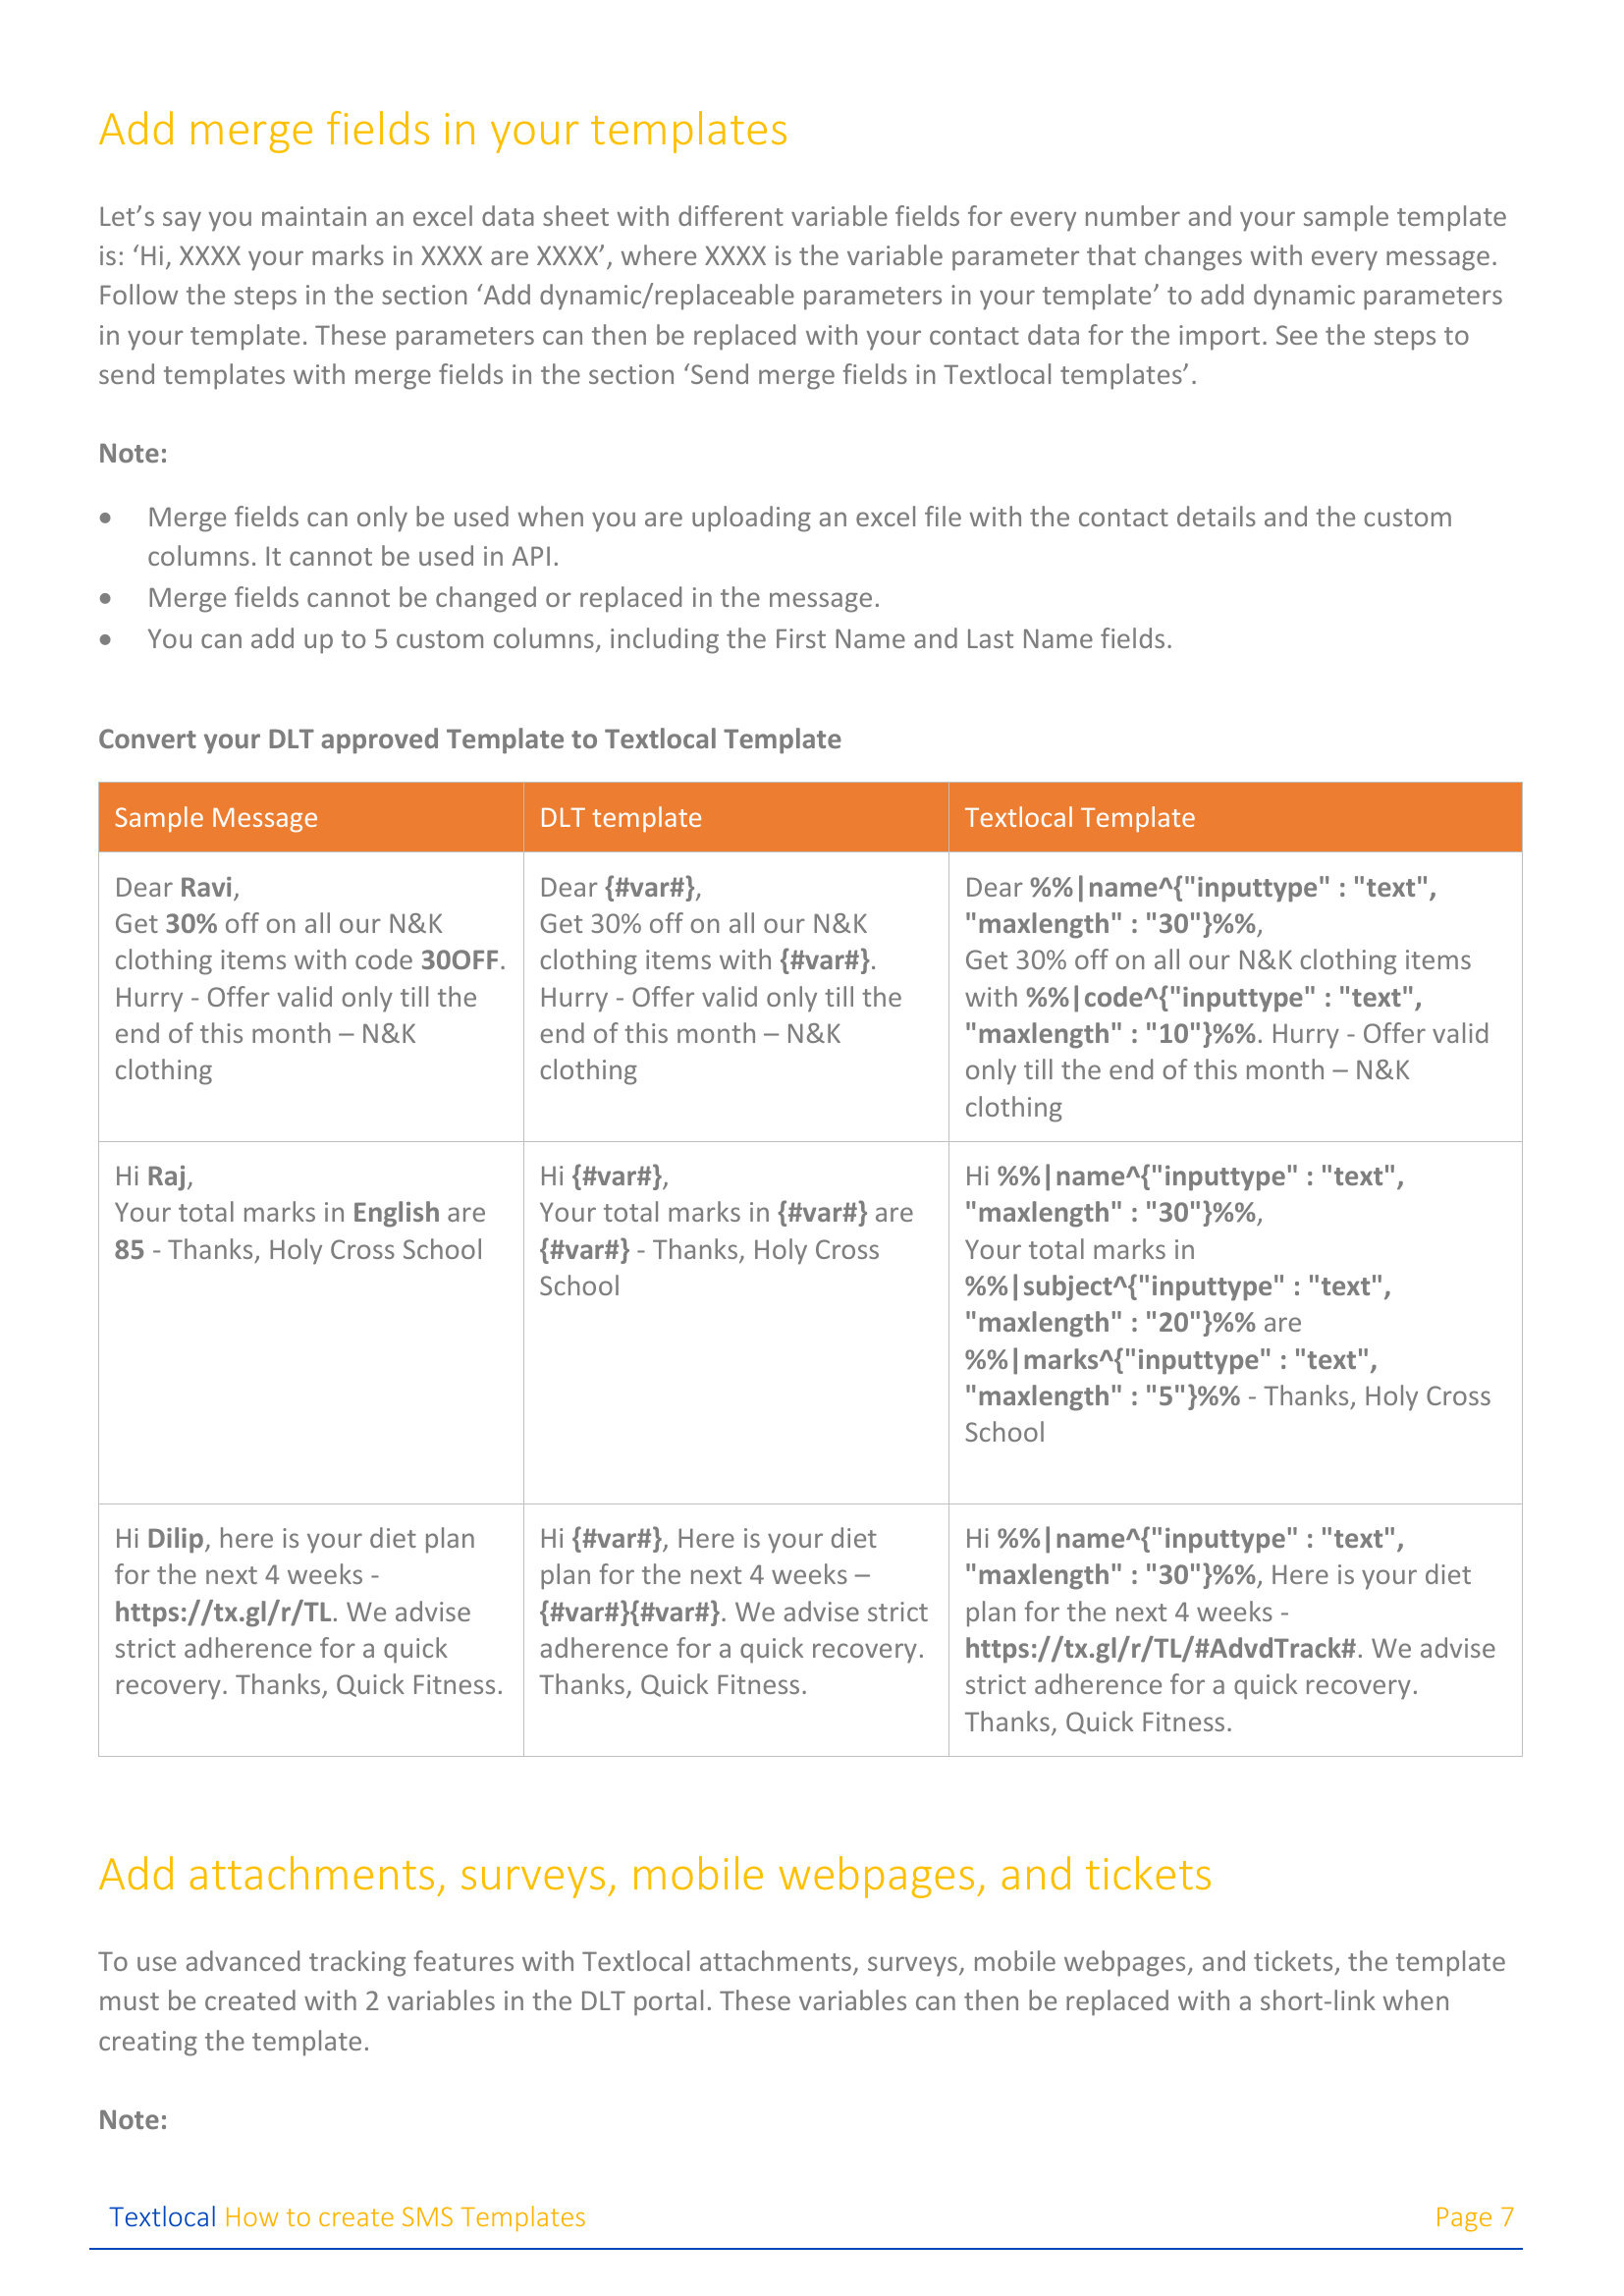 Add merge fields in your templates
Let’s say you maintain an excel data sheet with different variable fields for every number and your sample template
is: ‘Hi, XXXX your marks in XXXX are XXXX’, where XXXX is the variable parameter that changes with every message.
Follow the steps in the section ‘Add dynamic/replaceable parameters in your template’ to add dynamic parameters
in your template. These parameters can then be replaced with your contact data for the import. See the steps to
send templates with merge fields in the section ‘Send merge fields in Textlocal templates’.
Note:
• Merge fields can only be used when you are uploading an excel file with the contact details and the custom
columns. It cannot be used in API.
• Merge fields cannot be changed or replaced in the message.
• You can add up to 5 custom columns, including the First Name and Last Name fields.
Convert your DLT approved Template to Textlocal Template
Sample Message
DLT template
Textlocal Template
Dear Ravi,
Get 30% off on all our N&K
clothing items with code 30OFF.
Hurry - Offer valid only till the
end of this month – N&K
clothing
Dear {#var#},
Get 30% off on all our N&K
clothing items with {#var#}.
Hurry - Offer valid only till the
end of this month – N&K
clothing
Dear %%|name^{"inputtype" : "text",
"maxlength" : "30"}%%,
Get 30% off on all our N&K clothing items
with %%|code^{"inputtype" : "text",
"maxlength" : "10"}%%. Hurry - Offer valid
only till the end of this month – N&K
clothing
Hi Raj,
Your total marks in English are
85 - Thanks, Holy Cross School
Hi {#var#},
Your total marks in {#var#} are
{#var#} - Thanks, Holy Cross
School
Hi %%|name^{"inputtype" : "text",
"maxlength" : "30"}%%,
Your total marks in
%%|subject^{"inputtype" : "text",
"maxlength" : "20"}%% are
%%|marks^{"inputtype" : "text",
"maxlength" : "5"}%% - Thanks, Holy Cross
School
Hi Dilip, here is your diet plan
for the next 4 weeks -
https://tx.gl/r/TL. We advise
strict adherence for a quick
recovery. Thanks, Quick Fitness.
Hi {#var#}, Here is your diet
plan for the next 4 weeks –
{#var#}{#var#}. We advise strict
adherence for a quick recovery.
Thanks, Quick Fitness.
Hi %%|name^{"inputtype" : "text",
"maxlength" : "30"}%%, Here is your diet
plan for the next 4 weeks -
https://tx.gl/r/TL/#AdvdTrack#. We advise
strict adherence for a quick recovery.
Thanks, Quick Fitness.
Add attachments, surveys, mobile webpages, and tickets
To use advanced tracking features with Textlocal attachments, surveys, mobile webpages, and tickets, the template
must be created with 2 variables in the DLT portal. These variables can then be replaced with a short-link when
creating the template.
Note:
Textlocal How to create SMS Templates
Page 7